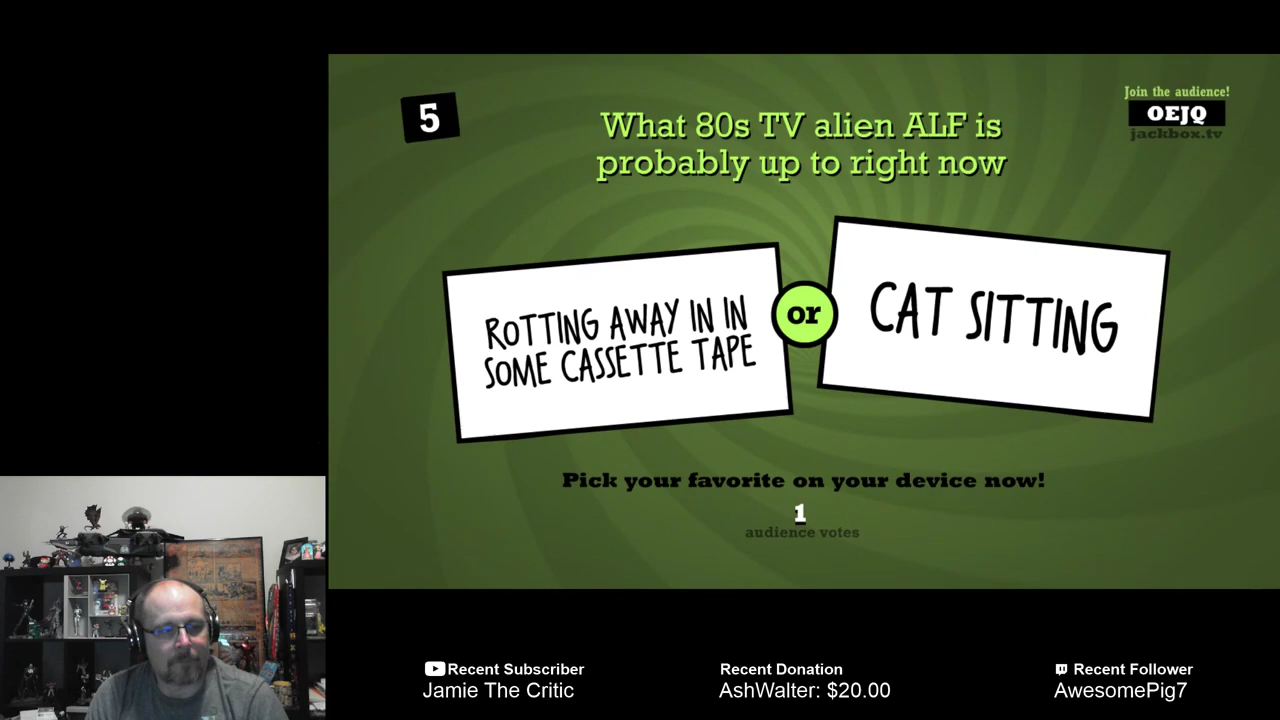 5
What 80s TV alien ALF is
probably up to right now
Join the audience!
OEJQ
jackbox.tv
ROTTING AWAY IN IN
SOME CASSETTE TAPE
or
CAT SITTING
Pick your favorite on your device now!
1
audience votes
Recent Subscriber
Jamie The Critic
Recent Donation
AshWalter: $20.00
Recent Follower
AwesomePig7